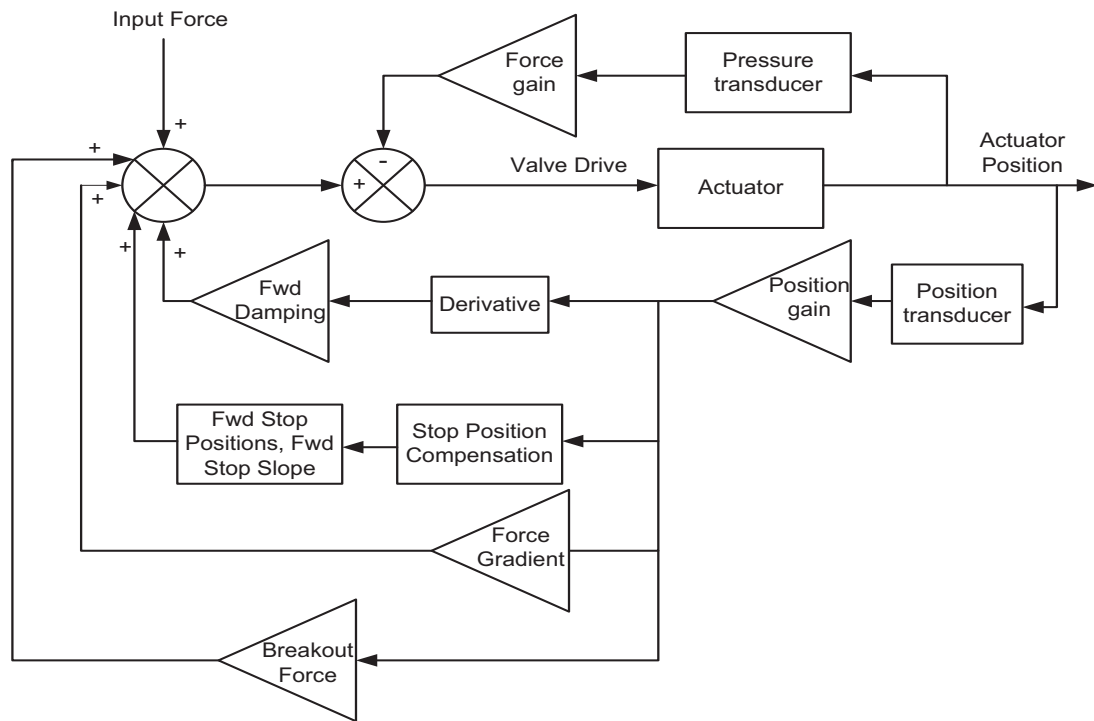 Input Force
+
+
+
+
+
Force
gain
Pressure
transducer
-
+
Valve Drive
Actuator
Actuator
Position
Fwd
Damping
Derivative
Position
gain
Position
transducer
Fwd Stop
Positions, Fwd
Stop Slope
Stop Position
Compensation
Force
Gradient
Breakout
Force